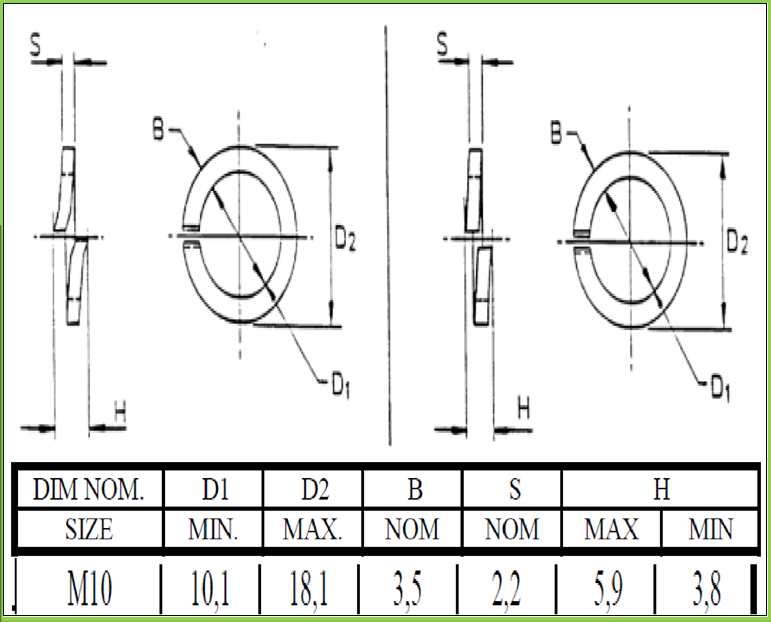 S
S
B
B
D2
D2
D1
D1
H
H
DIM NOM. D1 D2 B S H
SIZE MIN. MAX. NOM NOM MAX MIN
M10 10,1 18,1 3,5 2,2 5,9 3,8